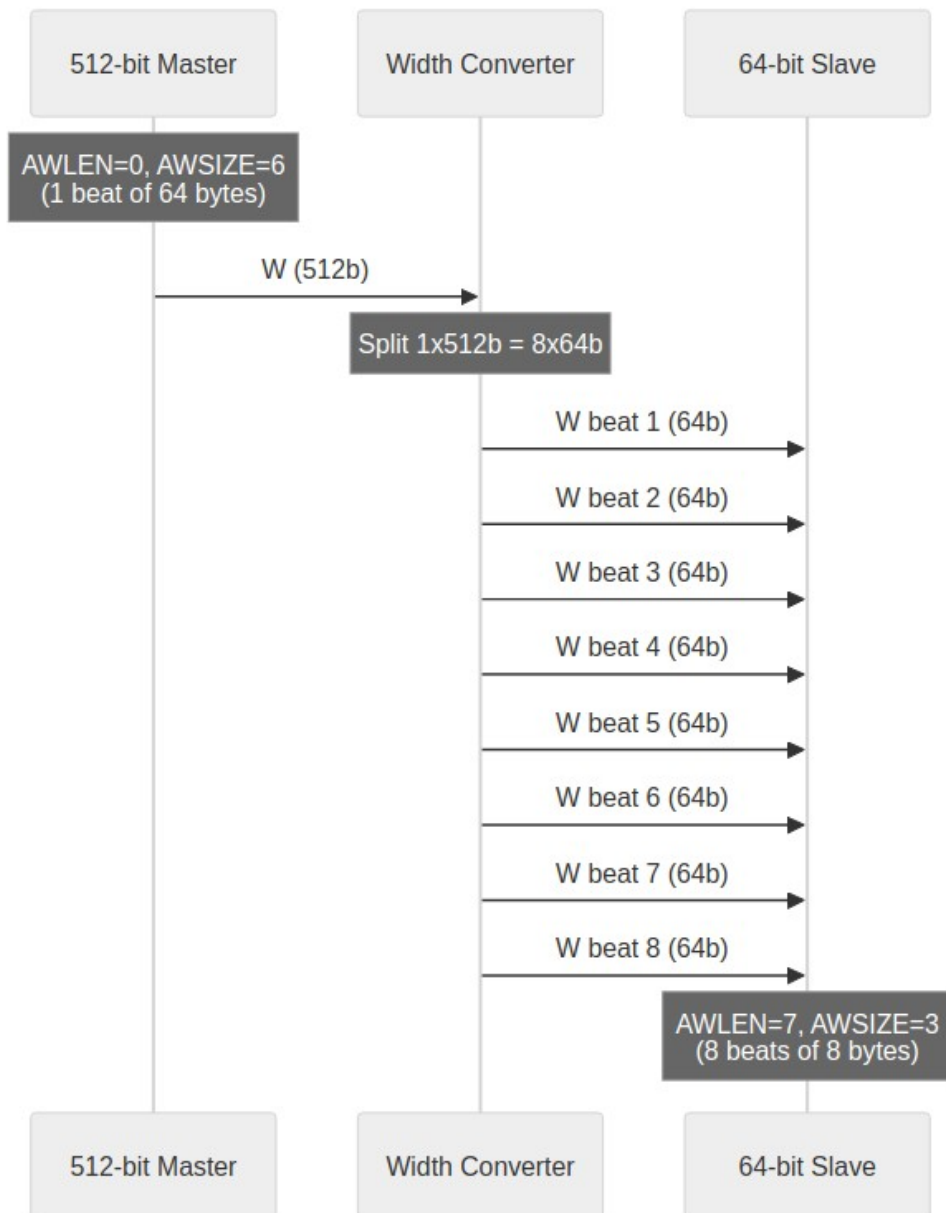 512-bit Master
Width Converter
64-bit Slave
AWLEN=0, AWSIZE=6
(1 beat of 64 bytes)
W (512b)
Split 1x512b = 8x64b
W beat 1 (64b)
W beat 2 (64b)
W beat 3 (64b)
W beat 4 (64b)
W beat 5 (64b)
W beat 6 (64b)
W beat 7 (64b)
W beat 8 (64b)
AWLEN=7, AWSIZE=3
(8 beats of 8 bytes)
512-bit Master
Width Converter
64-bit Slave